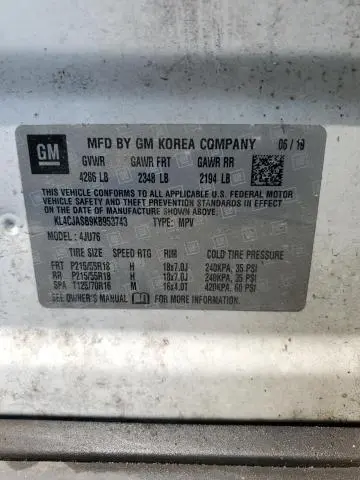 GM
MFD BY GM KOREA COMPANY 06 / 19
GVWR GAWR FRT GAWR RR
4266 LB 2348 LB 2194 LB
THIS VEHICLE CONFORMS TO ALL APPLICABLE U.S. FEDERAL MOTOR
VEHICLE SAFETY AND THEFT PREVENTION STANDARDS IN EFFECT
ON THE DATE OF MANUFACTURE SHOWN ABOVE.
KL4CJASB9KB953743 TYPE: MPV
MODEL: 4JU76
TIRE SIZE SPEED RTG RIM COLD TIRE PRESSURE
FRT P215/55R18 H 18x7.0J 240KPA, 35 PSI
RR P215/55R18 H 18x7.0J 240KPA, 35 PSI
SPA T125/70R16 M 16x4.0T 420KPA, 60 PSI
SEE OWNER'S MANUAL FOR MORE INFORMATION.